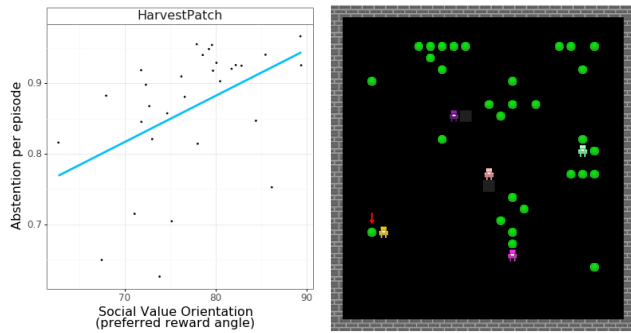 HarvestPatch
Abstention per episode
0.9
0.8
0.7
70
80
90
Social Value Orientation
(preferred reward angle)